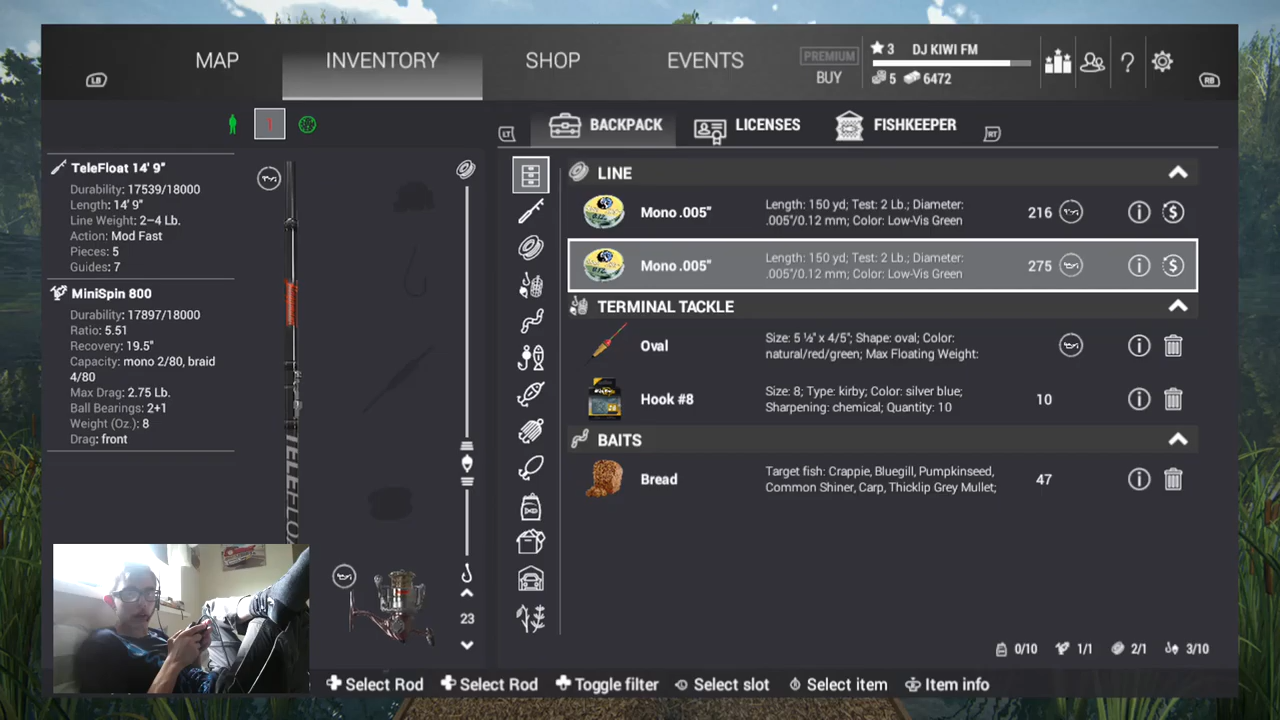 MAP
INVENTORY
SHOP
EVENTS
PREMIUM
BUY
3 DJ KIWI FM
5 6472
LB
RB
LT
BACKPACK
LICENSES
FISHKEEPER
RT
TeleFloat 14' 9"
Durability: 17539/18000
Length: 14' 9"
Line Weight: 2–4 Lb.
Action: Mod Fast
Pieces: 5
Guides: 7
MiniSpin 800
Durability: 17897/18000
Ratio: 5.51
Recovery: 19.5"
Capacity: mono 2/80, braid
4/80
Max Drag: 2.75 Lb.
Ball Bearings: 2+1
Weight (Oz.): 8
Drag: front
23
LINE
Mono .005" Length: 150 yd; Test: 2 Lb.; Diameter:
.005"/0.12 mm; Color: Low-Vis Green 216
Mono .005" Length: 150 yd; Test: 2 Lb.; Diameter:
.005"/0.12 mm; Color: Low-Vis Green 275
TERMINAL TACKLE
Oval Size: 5 ½" x 4/5"; Shape: oval; Color:
natural/red/green; Max Floating Weight:
Hook #8 Size: 8; Type: kirby; Color: silver blue;
Sharpening: chemical; Quantity: 10 10
BAITS
Bread Target fish: Crappie, Bluegill, Pumpkinseed,
Common Shiner, Carp, Thicklip Grey Mullet; 47
0/10 1/1 2/1 3/10
Select Rod Select Rod Toggle filter Select slot Select item Item info